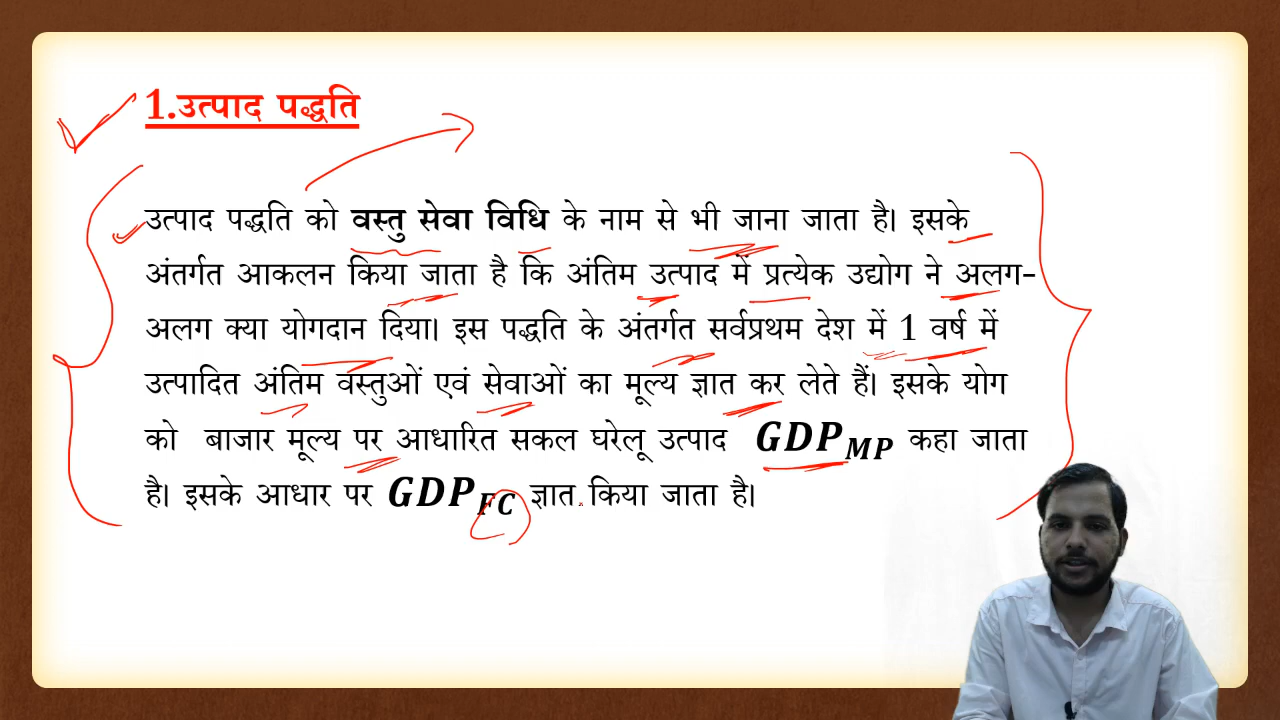 1.उत्पाद पद्धति
उत्पाद पद्धति को वस्तु सेवा विधि के नाम से भी जाना जाता है। इसके
अंतर्गत आकलन किया जाता है कि अंतिम उत्पाद में प्रत्येक उद्योग ने अलग-
अलग क्या योगदान दिया। इस पद्धति के अंतर्गत सर्वप्रथम देश में 1 वर्ष में
उत्पादित अंतिम वस्तुओं एवं सेवाओं का मूल्य ज्ञात कर लेते हैं। इसके योग
को बाजार मूल्य पर आधारित सकल घरेलू उत्पाद GDP_MP कहा जाता
है। इसके आधार पर GDP_FC ज्ञात किया जाता है।